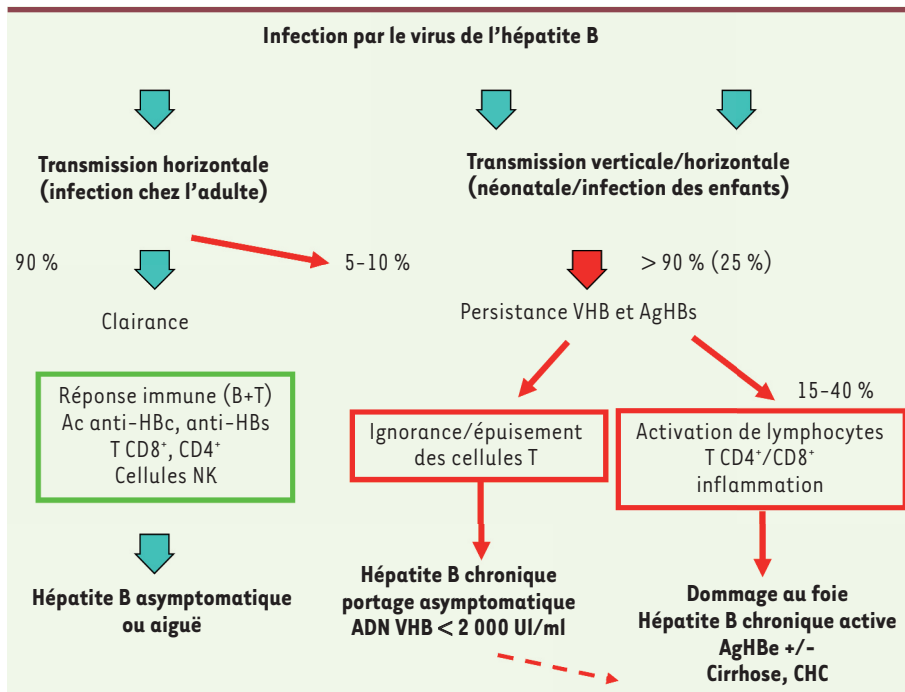 Infection par le virus de l’hépatite B
Transmission horizontale
(infection chez l’adulte)
Transmission verticale/horizontale
(néonatale/infection des enfants)
90 %
5-10 %
> 90 % (25 %)
Clairance
Persistance VHB et AgHBs
15-40 %
Réponse immune (B+T)
Ac anti-HBc, anti-HBs
T CD8⁺, CD4⁺
Cellules NK
Ignorance/épuisement
des cellules T
Activation de lymphocytes
T CD4⁺/CD8⁺
inflammation
Hépatite B asymptomatique
ou aiguë
Hépatite B chronique
portage asymptomatique
ADN VHB < 2 000 UI/ml
Dommage au foie
Hépatite B chronique active
AgHBe +/-
Cirrhose, CHC